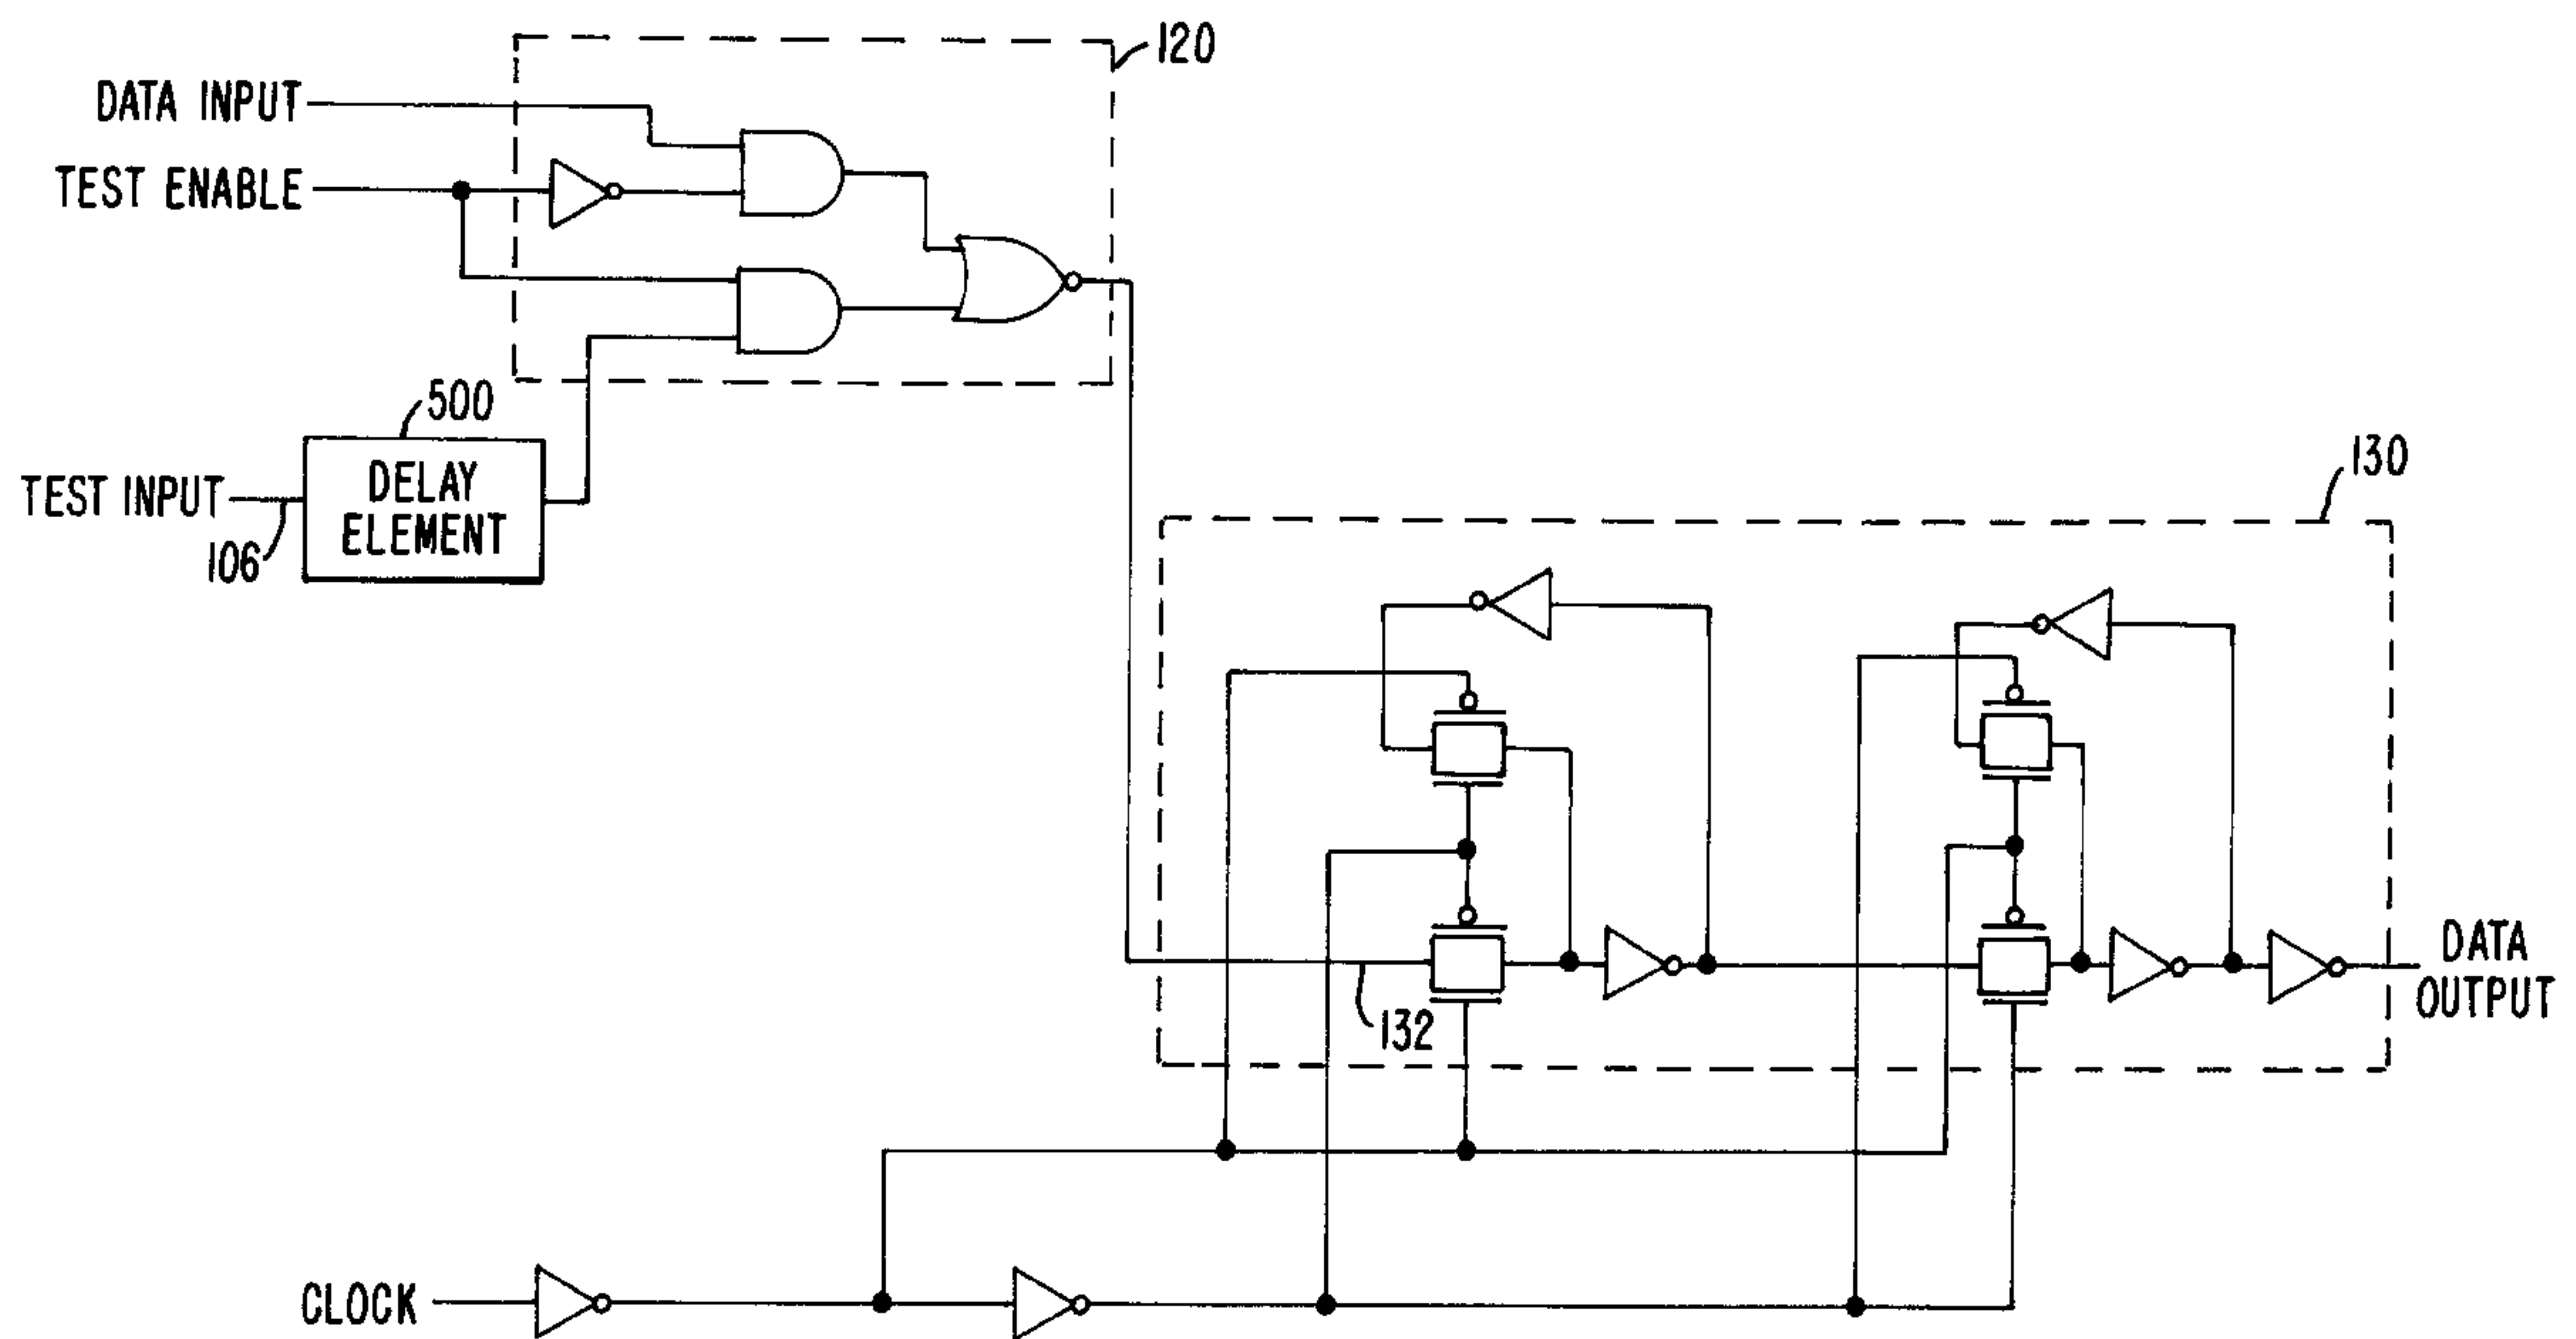 120
DATA INPUT
TEST ENABLE
500
DELAY
ELEMENT
TEST INPUT
106
130
132
DATA
OUTPUT
CLOCK